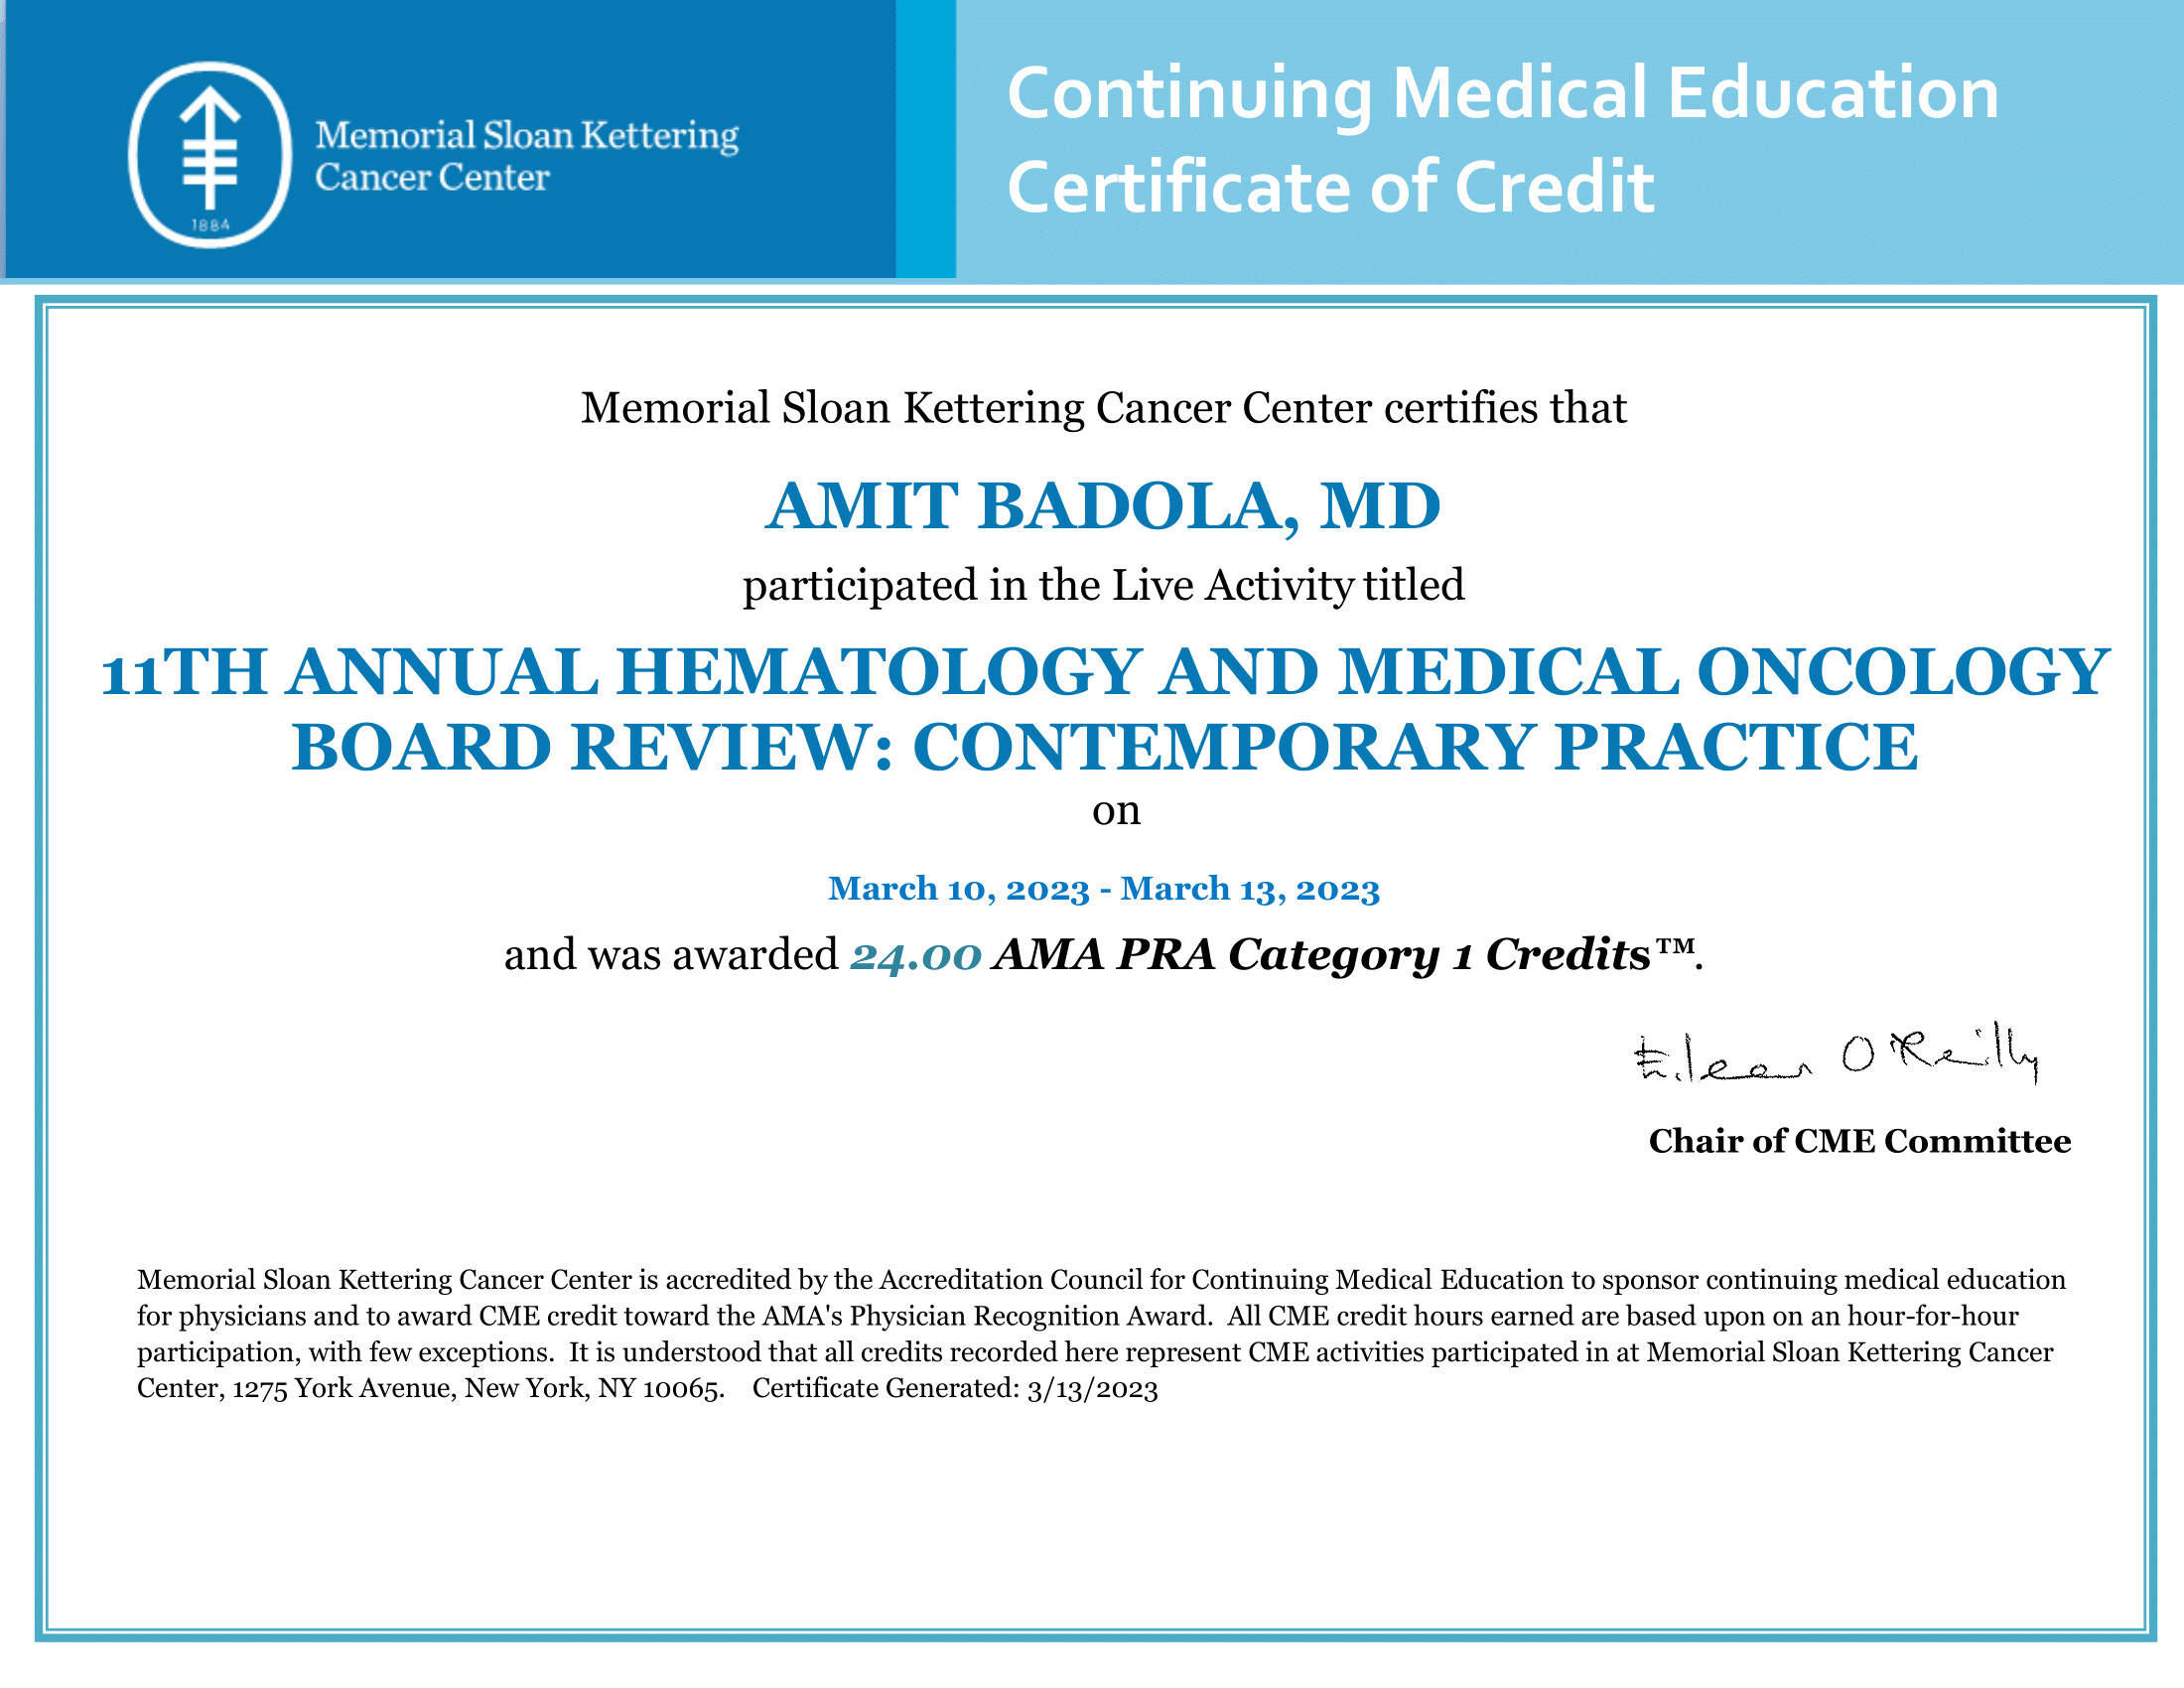 Memorial Sloan Kettering
Cancer Center
1884
Continuing Medical Education
Certificate of Credit
Memorial Sloan Kettering Cancer Center certifies that
AMIT BADOLA, MD
participated in the Live Activity titled
11TH ANNUAL HEMATOLOGY AND MEDICAL ONCOLOGY
BOARD REVIEW: CONTEMPORARY PRACTICE
on
March 10, 2023 - March 13, 2023
and was awarded 24.00 AMA PRA Category 1 Credits™.
Eileen O'Reilly
Chair of CME Committee
Memorial Sloan Kettering Cancer Center is accredited by the Accreditation Council for Continuing Medical Education to sponsor continuing medical education
for physicians and to award CME credit toward the AMA's Physician Recognition Award.  All CME credit hours earned are based upon on an hour-for-hour
participation, with few exceptions.  It is understood that all credits recorded here represent CME activities participated in at Memorial Sloan Kettering Cancer
Center, 1275 York Avenue, New York, NY 10065.    Certificate Generated: 3/13/2023